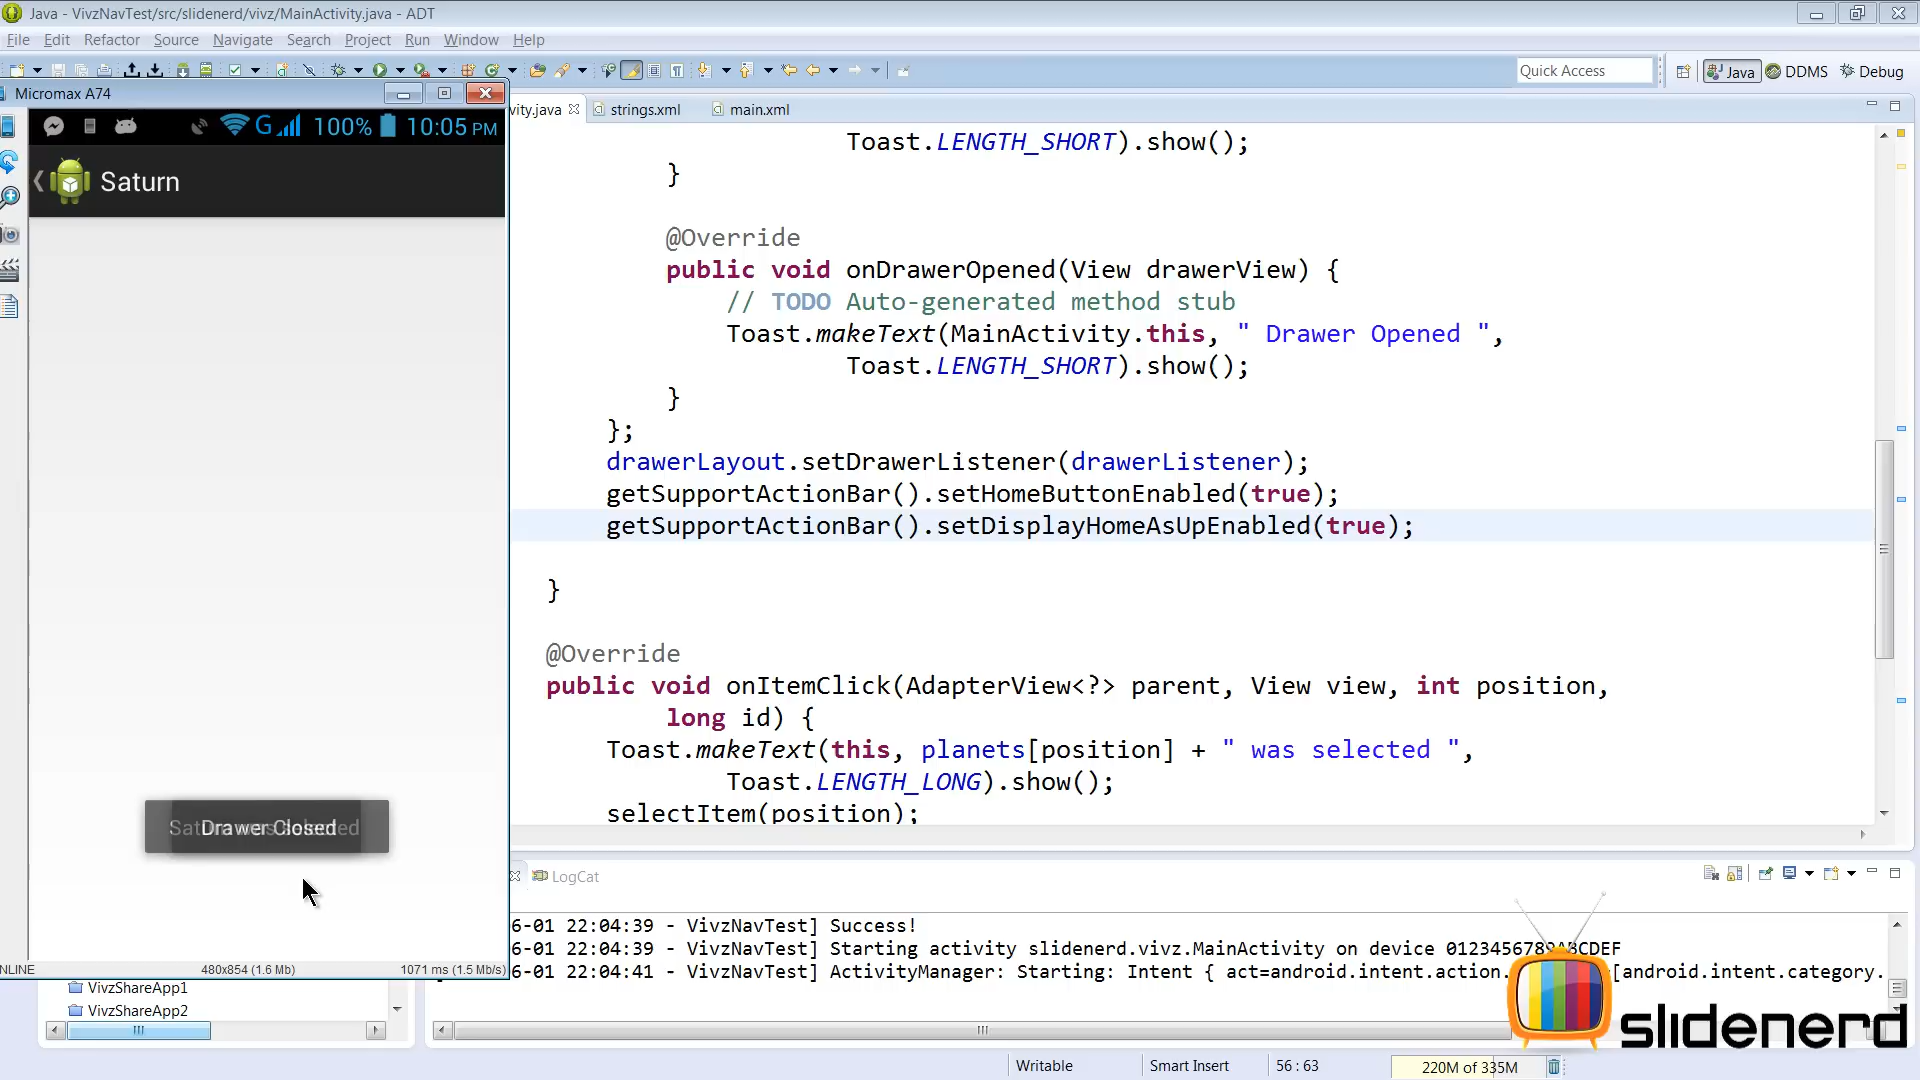 Java - VivzNavTest/src/slidenerd/vivz/MainActivity.java - ADT
File Edit Refactor Source Navigate Search Project Run Window Help
Quick Access
Java
DDMS
Debug
Micromax A74
vity.java
strings.xml
main.xml
G 100% 10:05 PM
Saturn
Toast.LENGTH_SHORT).show();
}
@Override
public void onDrawerOpened(View drawerView) {
// TODO Auto-generated method stub
Toast.makeText(MainActivity.this, " Drawer Opened ",
Toast.LENGTH_SHORT).show();
}
};
drawerLayout.setDrawerListener(drawerListener);
getSupportActionBar().setHomeButtonEnabled(true);
getSupportActionBar().setDisplayHomeAsUpEnabled(true);
}
@Override
public void onItemClick(AdapterView<?> parent, View view, int position,
long id) {
Toast.makeText(this, planets[position] + " was selected ",
Toast.LENGTH_LONG).show();
selectItem(position);
Drawer Closed
LogCat
6-01 22:04:39 - VivzNavTest] Success!
6-01 22:04:39 - VivzNavTest] Starting activity slidenerd.vivz.MainActivity on device 0123456789ABCDEF
6-01 22:04:41 - VivzNavTest] ActivityManager: Starting: Intent { act=android.intent.action. [android.intent.category.
NLINE 480x854 (1.6 Mb) 1071 ms (1.5 Mb/s)
VivzShareApp1
VivzShareApp2
slidenerd
Writable Smart Insert 56 : 63 220M of 335M